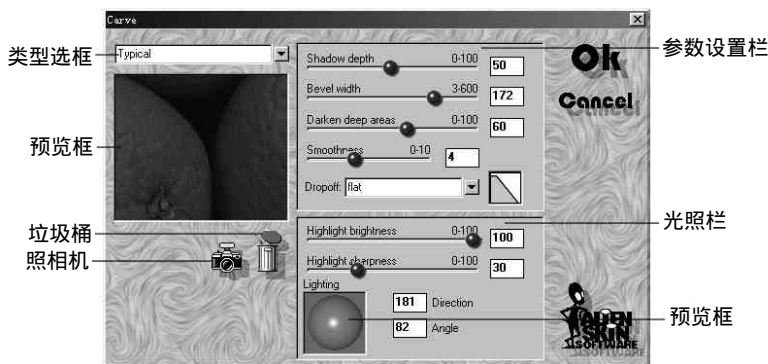 Carve
类型选框
Typical
预览框
垃圾桶
照相机
Shadow depth 0-100 50
Bevel width 3-600 172
Darken deep areas 0-100 60
Smoothness 0-10 4
Dropoff: flat
Highlight brightness 0-100 100
Highlight sharpness 0-100 30
Lighting
181 Direction
82 Angle
Ok
Cancel
参数设置栏
光照栏
预览框
ALIEN
SKIN
SOFTWARE